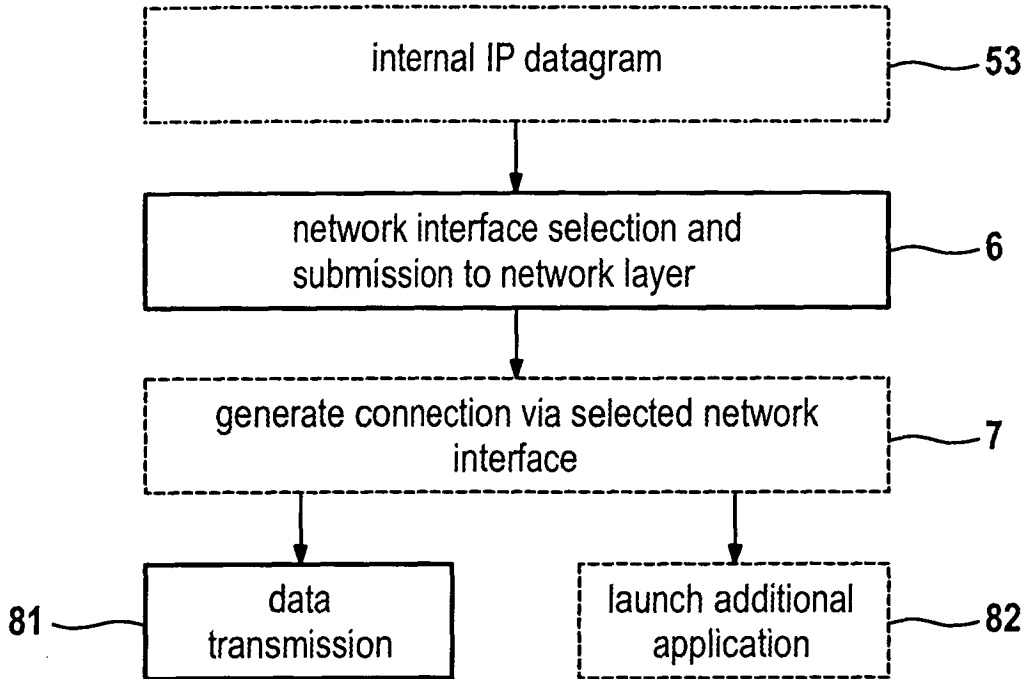 internal IP datagram
53
network interface selection and
submission to network layer
6
generate connection via selected network
interface
7
81
data
transmission
launch additional
application
82